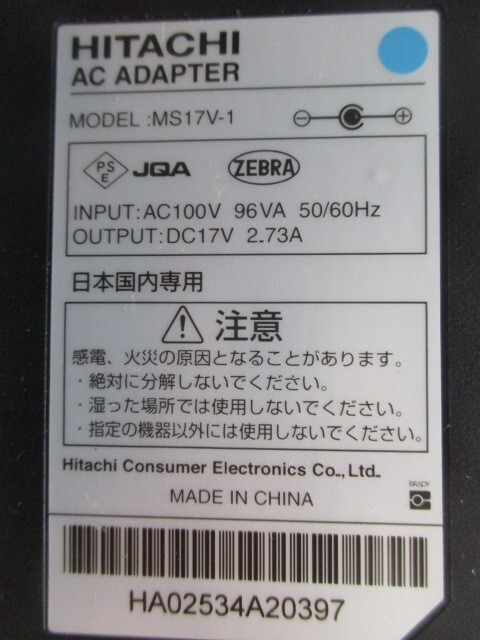 HITACHI
AC ADAPTER
MODEL :MS17V-1
PS
E
JQA ZEBRA
INPUT:AC100V 96VA 50/60Hz
OUTPUT:DC17V 2.73A
日本国内専用
注意
感電、火災の原因となることがあります。
・絶対に分解しないでください。
・湿った場所では使用しないでください。
・指定の機器以外には使用しないでください。
Hitachi Consumer Electronics Co.,Ltd.
MADE IN CHINA
BRADY
HA02534A20397